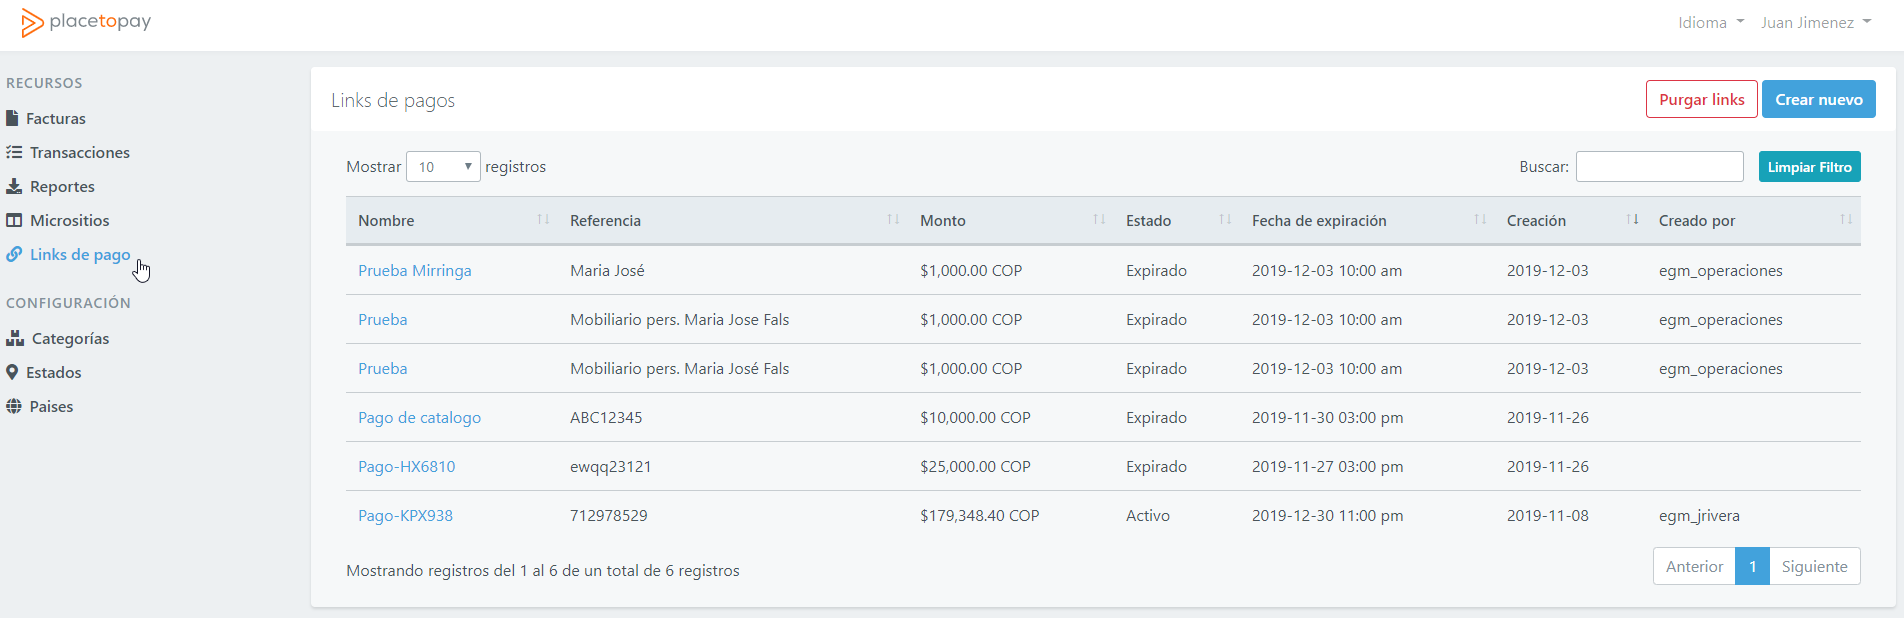 placetopay
Idioma Juan Jimenez
RECURSOS
Facturas
Transacciones
Reportes
Micrositios
Links de pago
CONFIGURACIÓN
Categorías
Estados
Paises
Links de pagos
Purgar links Crear nuevo
Mostrar 10 registros Buscar: Limpiar Filtro
Nombre Referencia Monto Estado Fecha de expiración Creación Creado por
Prueba Mirringa Maria José $1,000.00 COP Expirado 2019-12-03 10:00 am 2019-12-03 egm_operaciones
Prueba Mobiliario pers. Maria Jose Fals $1,000.00 COP Expirado 2019-12-03 10:00 am 2019-12-03 egm_operaciones
Prueba Mobiliario pers. Maria José Fals $1,000.00 COP Expirado 2019-12-03 10:00 am 2019-12-03 egm_operaciones
Pago de catalogo ABC12345 $10,000.00 COP Expirado 2019-11-30 03:00 pm 2019-11-26
Pago-HX6810 ewqq23121 $25,000.00 COP Expirado 2019-11-27 03:00 pm 2019-11-26
Pago-KPX938 712978529 $179,348.40 COP Activo 2019-12-30 11:00 pm 2019-11-08 egm_jrivera
Mostrando registros del 1 al 6 de un total de 6 registros
Anterior 1 Siguiente